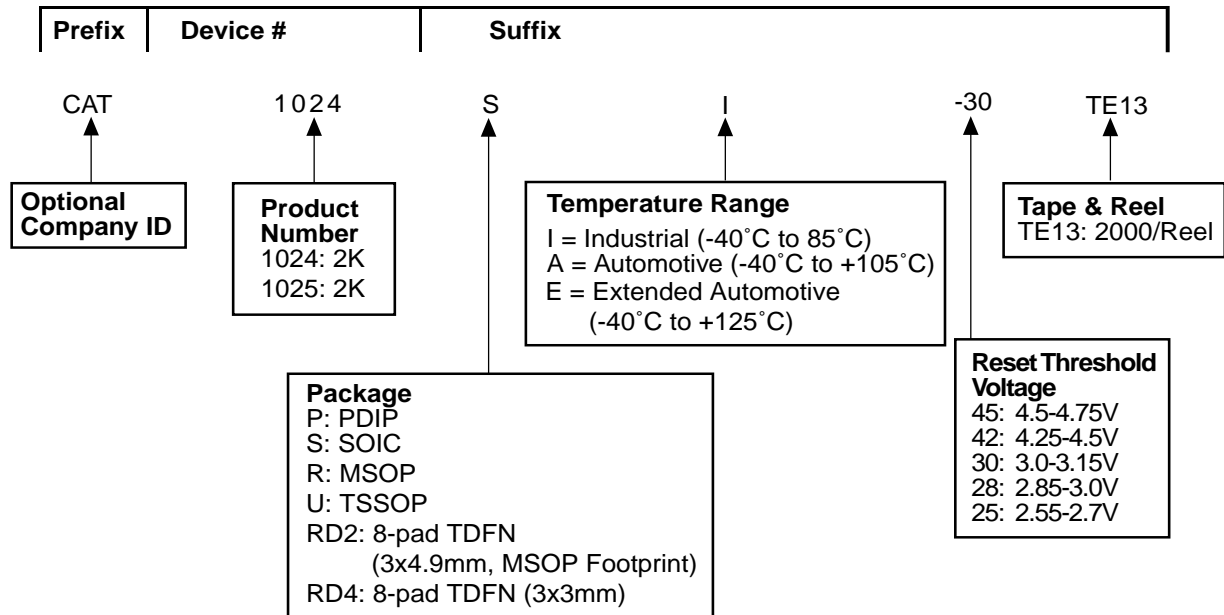 Prefix Device # Suffix
CAT 1024 S I -30 TE13
Optional
Company ID
Product
Number
1024: 2K
1025: 2K
Temperature Range
I = Industrial (-40˚C to 85˚C)
A = Automotive (-40˚C to +105˚C)
E = Extended Automotive
(-40˚C to +125˚C)
Tape & Reel
TE13: 2000/Reel
Package
P: PDIP
S: SOIC
R: MSOP
U: TSSOP
RD2: 8-pad TDFN
(3x4.9mm, MSOP Footprint)
RD4: 8-pad TDFN (3x3mm)
Reset Threshold
Voltage
45: 4.5-4.75V
42: 4.25-4.5V
30: 3.0-3.15V
28: 2.85-3.0V
25: 2.55-2.7V